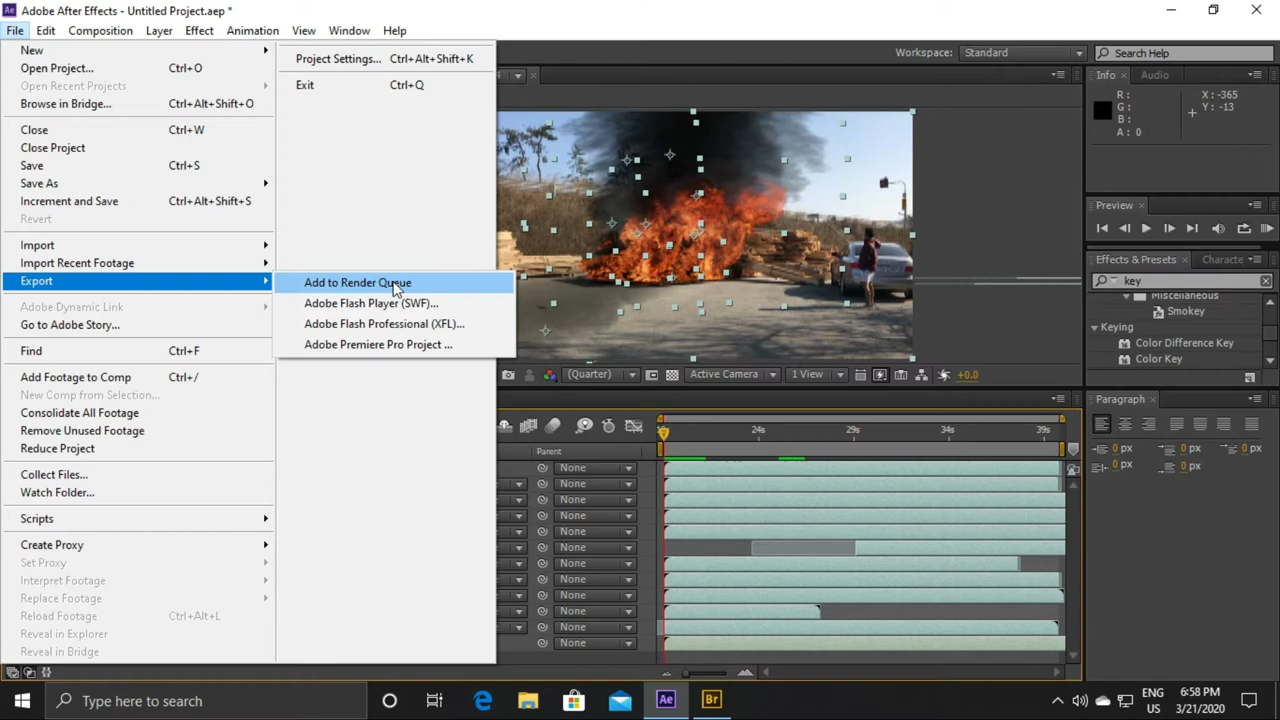 Adobe After Effects - Untitled Project.aep *
File Edit Composition Layer Effect Animation View Window Help
New
Open Project... Ctrl+O
Open Recent Projects
Browse in Bridge... Ctrl+Alt+Shift+O
Close Ctrl+W
Close Project
Save Ctrl+S
Save As
Increment and Save Ctrl+Alt+Shift+S
Revert
Import
Import Recent Footage
Export
Adobe Dynamic Link
Go to Adobe Story...
Find Ctrl+F
Add Footage to Comp Ctrl+/
New Comp from Selection...
Consolidate All Footage
Remove Unused Footage
Reduce Project
Collect Files...
Watch Folder...
Scripts
Create Proxy
Set Proxy
Interpret Footage
Replace Footage
Reload Footage Ctrl+Alt+L
Reveal in Explorer
Reveal in Bridge
Project Settings... Ctrl+Alt+Shift+K
Exit Ctrl+Q
Add to Render Queue
Adobe Flash Player (SWF)...
Adobe Flash Professional (XFL)...
Adobe Premiere Pro Project ...
Workspace: Standard
Search Help
Info Audio
R: X: -365
G: Y: -13
B:
A: 0
Preview
Effects & Presets Characte
key
Miscellaneous
Smokey
Keying
Color Difference Key
Color Key
(Quarter) Active Camera 1 View +0.0
24s 29s 34s 39s
Parent
None
None
None
None
None
None
None
None
None
None
None
None
Paragraph
0 px 0 px 0 px
0 px 0 px
Type here to search
Ae
Br
ENG
US
6:58 PM
3/21/2020